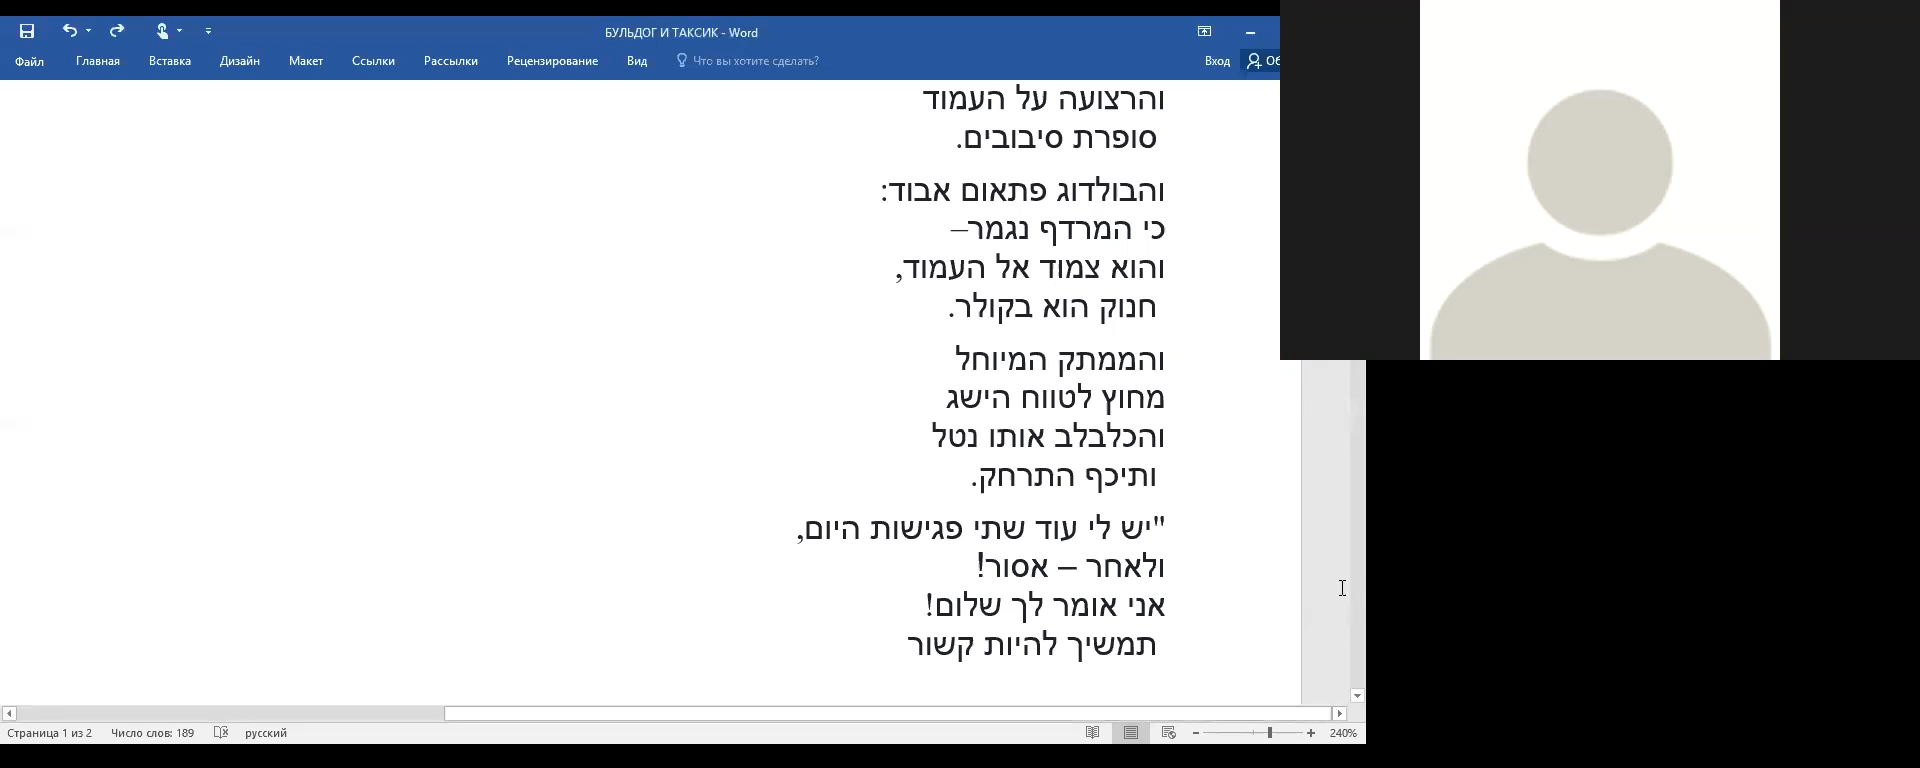 БУЛЬДОГ И ТАКСИК - Word
Файл Главная Вставка Дизайн Макет Ссылки Рассылки Рецензирование Вид Что вы хотите сделать? Вход
והרצועה על העמוד
סופרת סיבובים.
והבולדוג פתאום אבוד:
כי המרדף נגמר–
והוא צמוד אל העמוד,
חנוק הוא בקולר.
והממתק המיוחל
מחוץ לטווח הישג
והכלבלב אותו נטל
ותיכף התרחק.
"יש לי עוד שתי פגישות היום,
ולאחר – אסור!
אני אומר לך שלום!
תמשיך להיות קשור
Страница 1 из 2 Число слов: 189 русский 240%